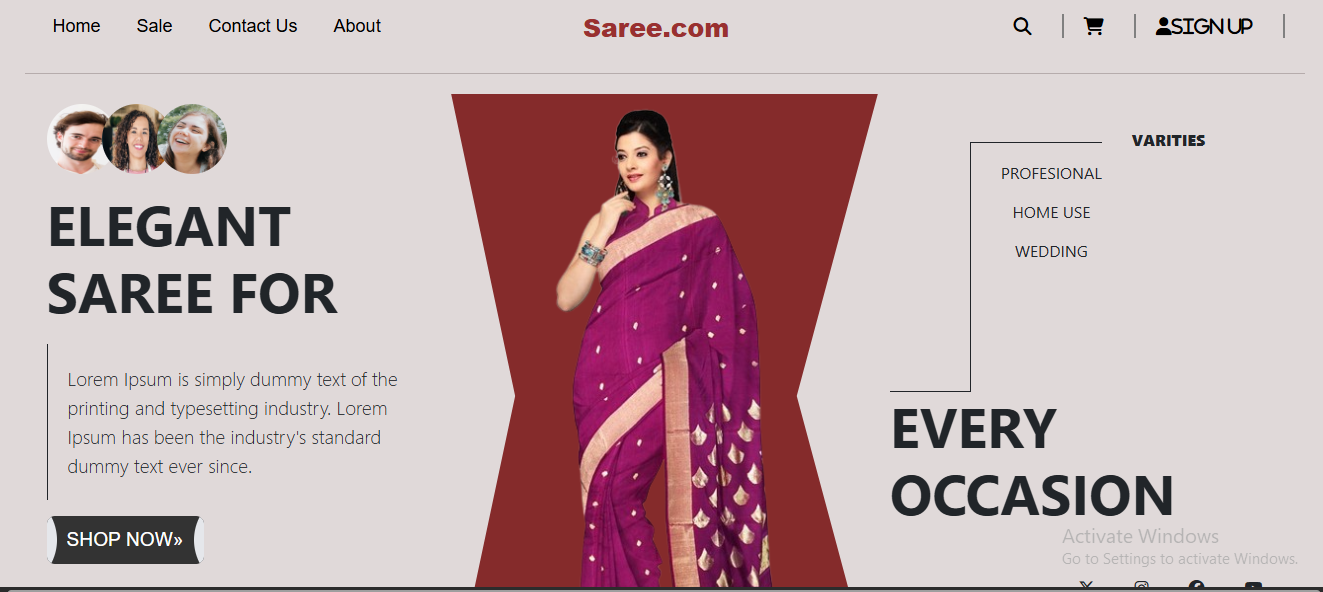 Home Sale Contact Us About Saree.com SIGN UP
ELEGANT
SAREE FOR
Lorem Ipsum is simply dummy text of the
printing and typesetting industry. Lorem
Ipsum has been the industry's standard
dummy text ever since.
SHOP NOW»
VARITIES
PROFESIONAL
HOME USE
WEDDING
EVERY
OCCASION
Activate Windows
Go to Settings to activate Windows.